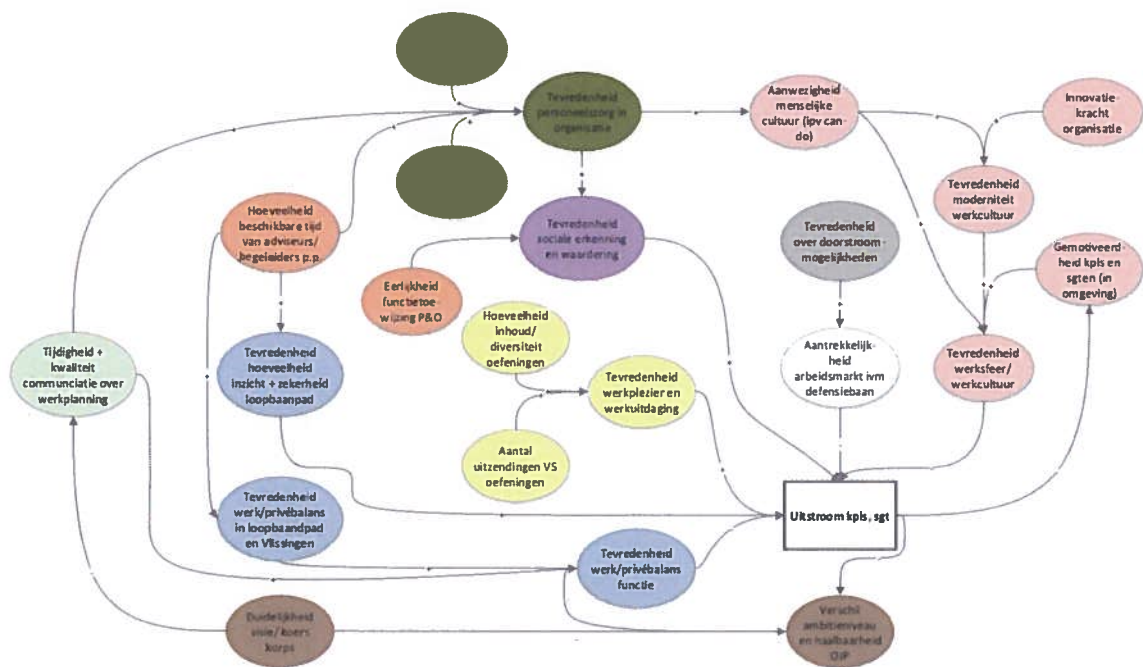 Tevredenheid
personeelszorg in
organisatie
Aanwezigheid
menselijke
cultuur (ipv can-
do)
Innovatie-
kracht
organisatie
Tevredenheid
moderniteit
werkcultuur
Hoeveelheid
beschikbare tijd
van adviseurs/
begeleiders p.p.
Tevredenheid
sociale erkenning
en waardering
Tevredenheid
over doorstroom-
mogelijkheden
Gemotiveerd-
heid kpls en
sgten (in
omgeving)
Eerlijkheid
functietoe-
wijzing P&O
Hoeveelheid
inhoud/
diversiteit
oefeningen
Tijdigheid +
kwaliteit
communciatie over
werkplanning
Tevredenheid
hoeveelheid
inzicht + zekerheid
loopbaanpad
Tevredenheid
werkplezier en
werkuitdaging
Aantrekkelijk-
heid
arbeidsmarkt ivm
defensiebaan
Tevredenheid
werksfeer/
werkcultuur
Aantal
uitzendingen VS
oefeningen
Tevredenheid
werk/privébalans
in loopbaandpad
en Vlissingen
Uitstroom kpls, sgt
Tevredenheid
werk/privébalans
functie
Duidelijkheid
visie/ koers
korps
Verschil
ambitieniveau
en haalbaarheid
OJP